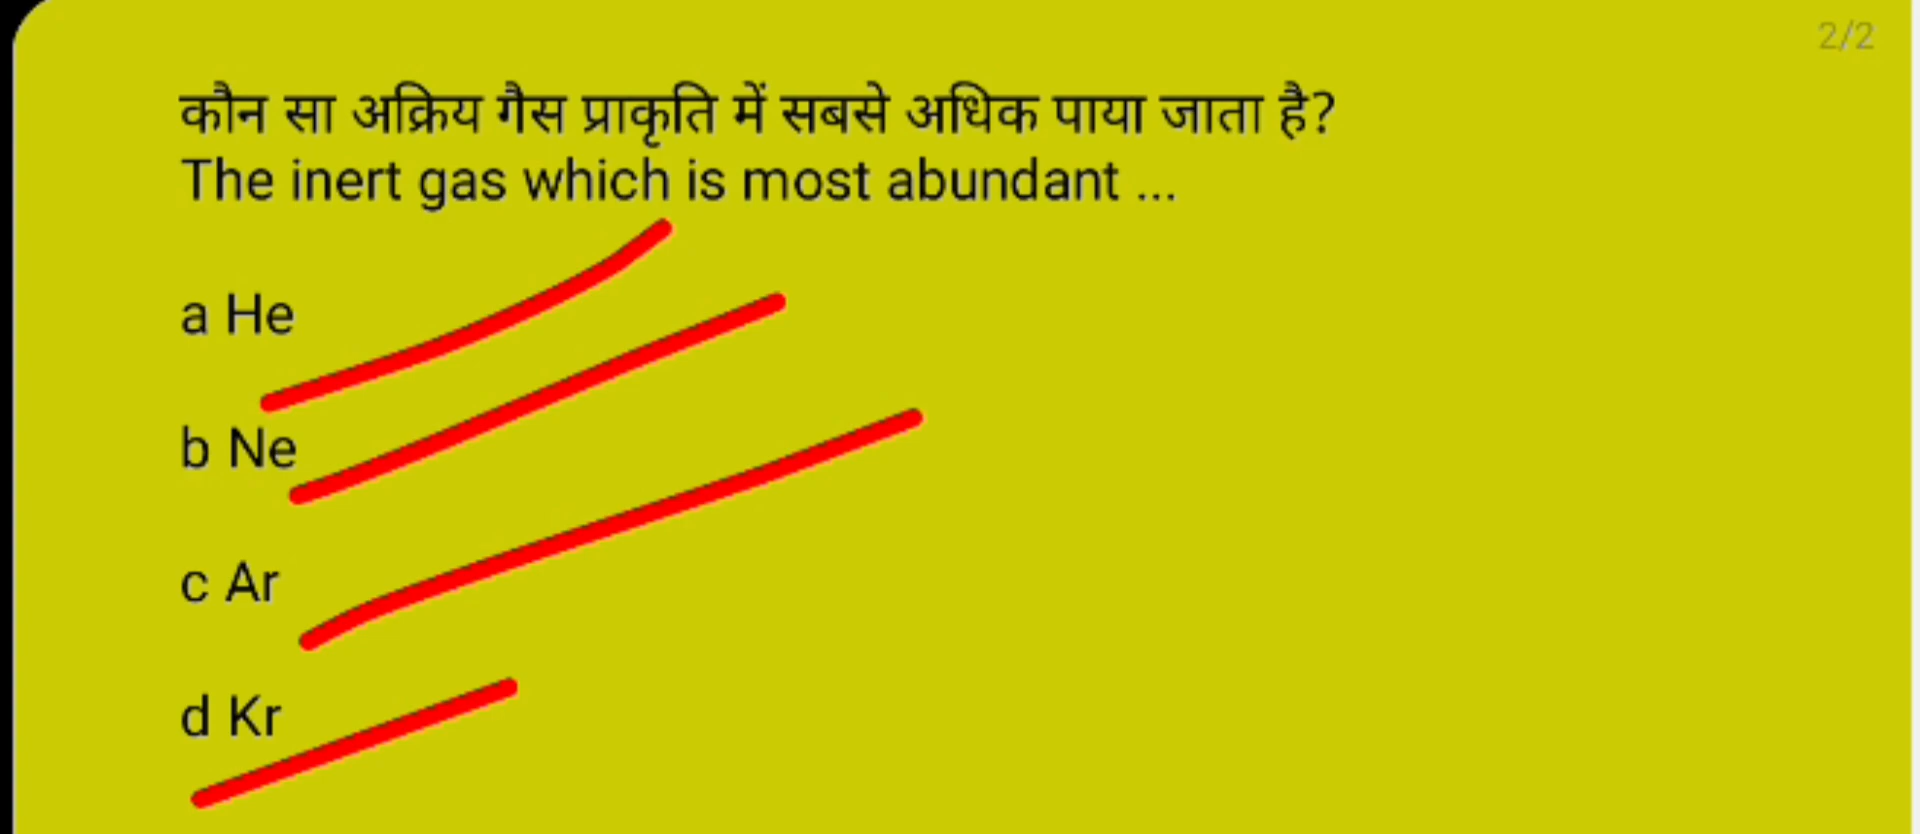 2/2
कौन सा अक्रिय गैस प्राकृति में सबसे अधिक पाया जाता है?
The inert gas which is most abundant ...
a He
b Ne
c Ar
d Kr